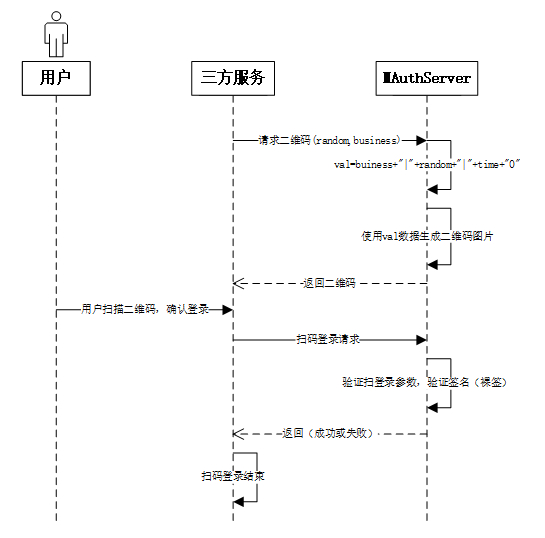 用户
三方服务
MAuthServer
请求二维码(random,business)
val=buiness+"|"+random+"|"+time+"0"
使用val数据生成二维码图片
返回二维码
用户扫描二维码，确认登录
扫码登录请求
验证扫登录参数，验证签名（裸签）
返回（成功或失败）
扫码登录结束